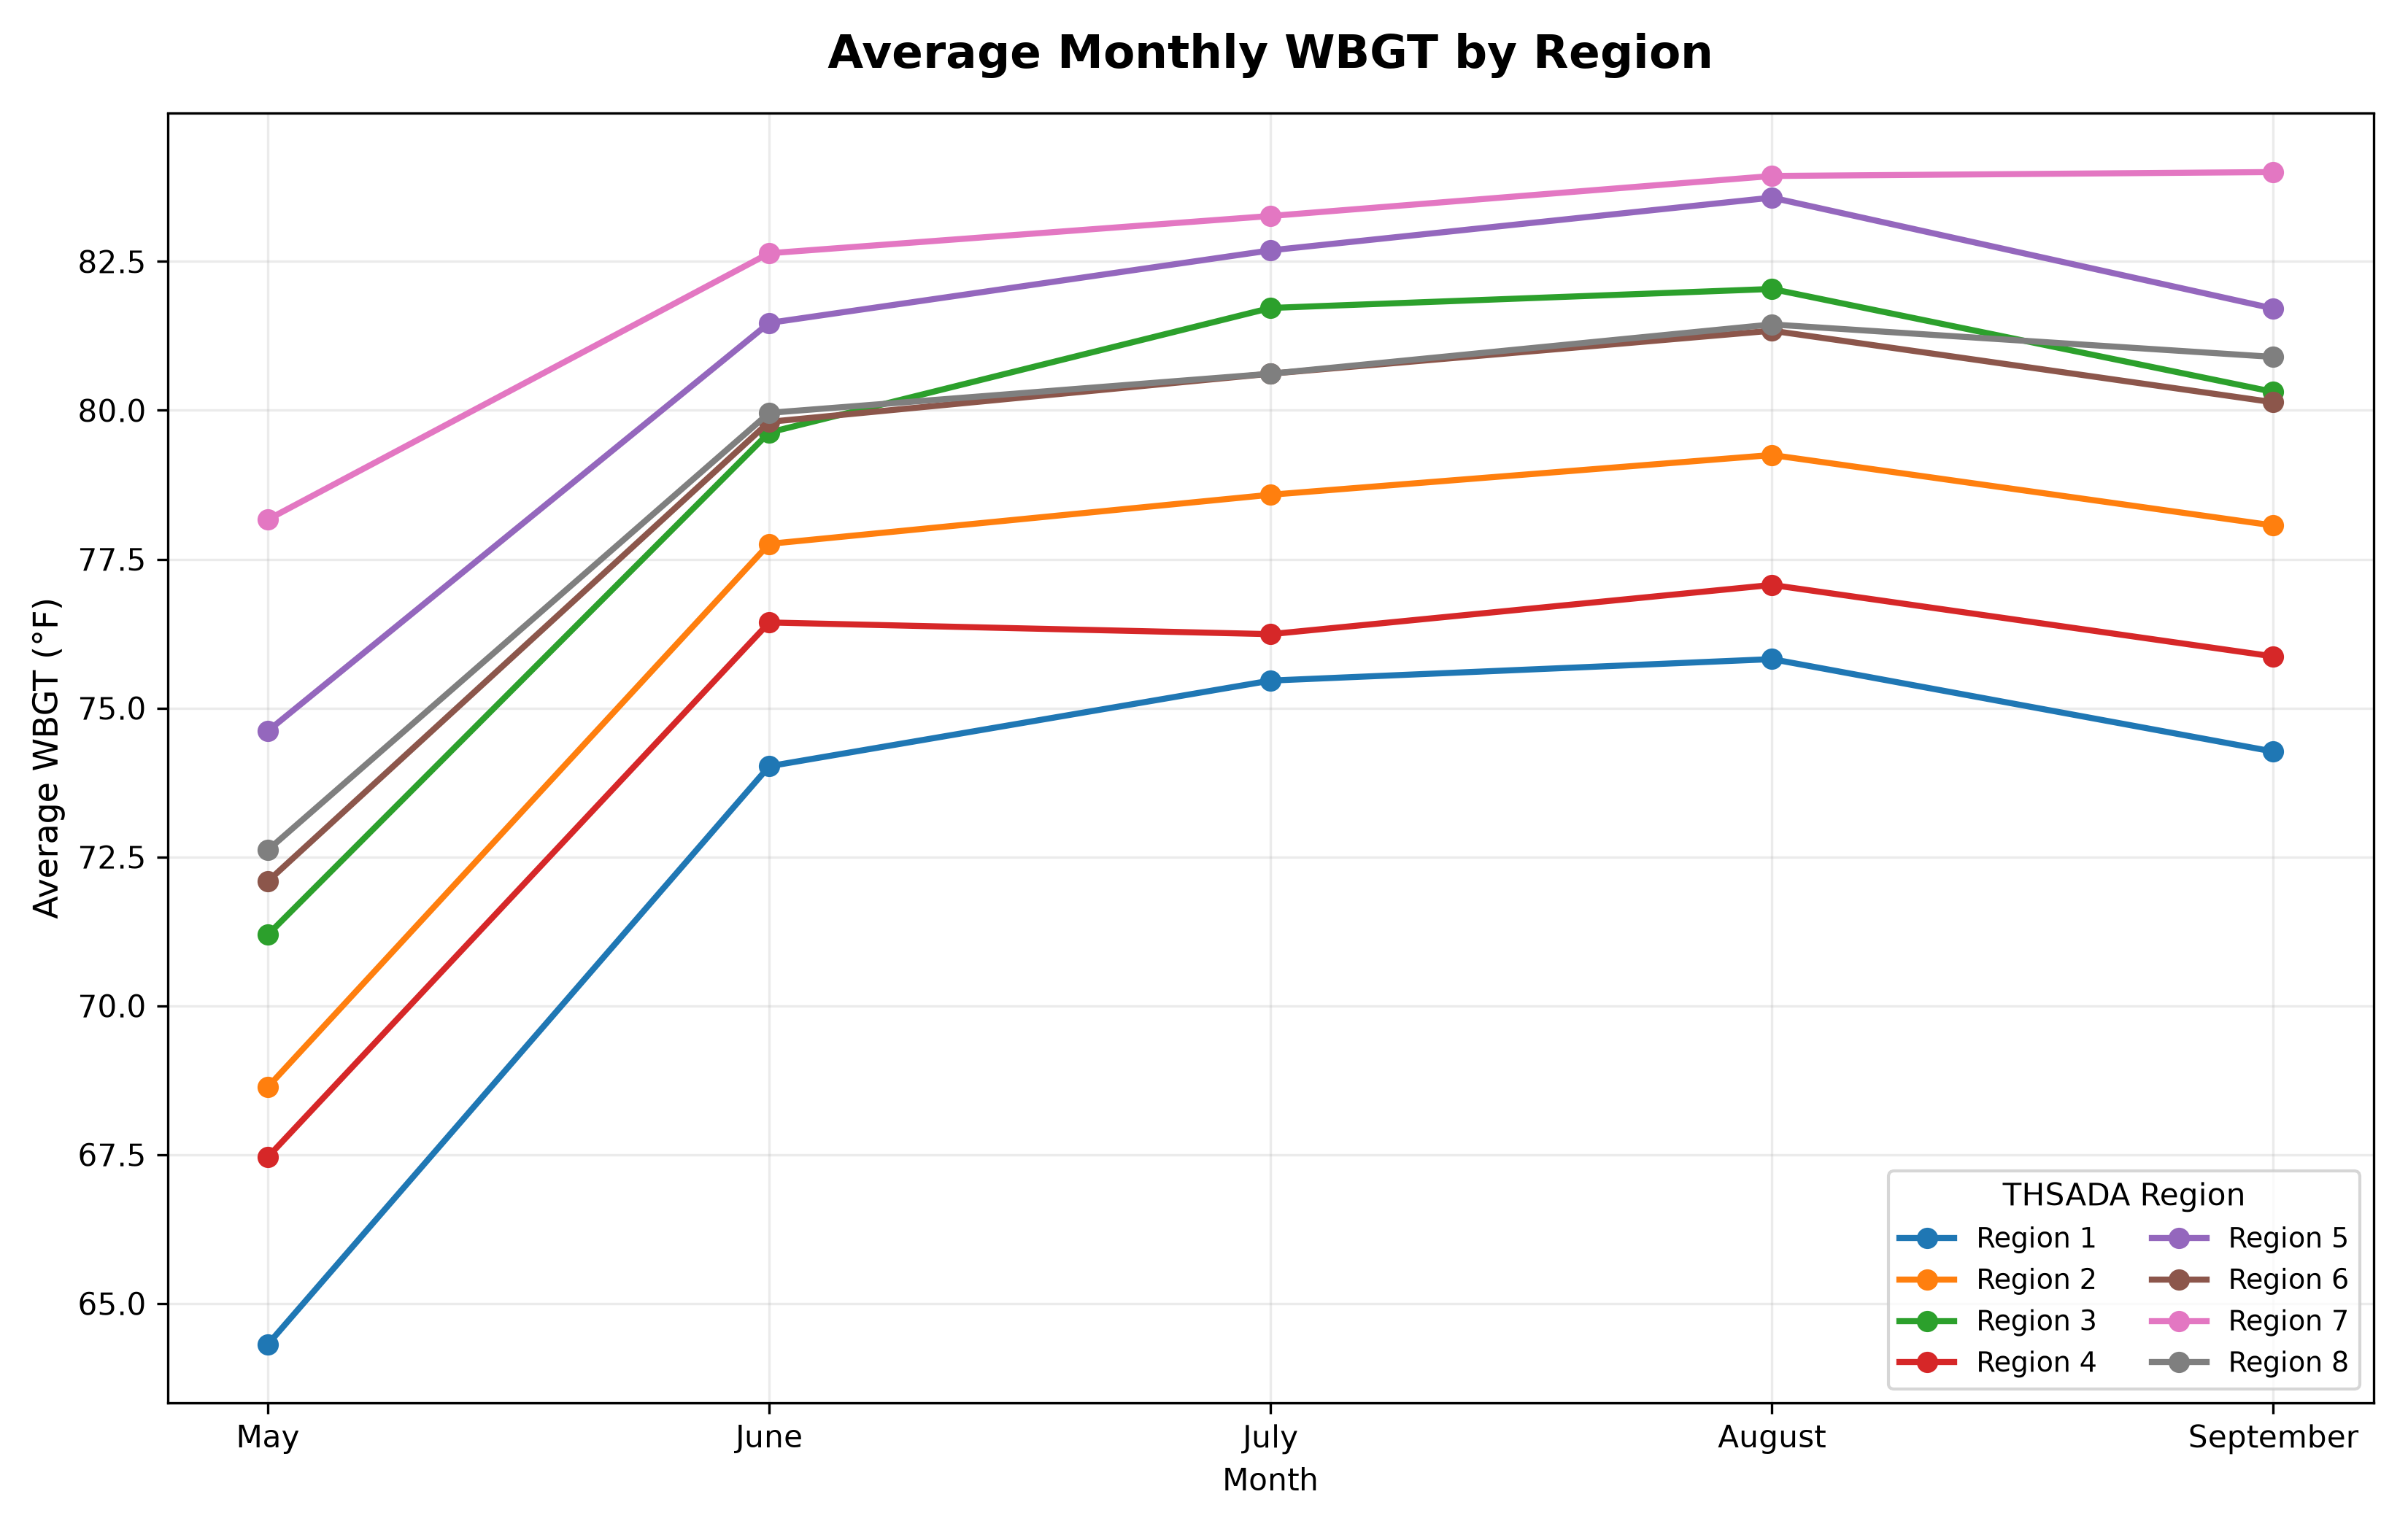 Average Monthly WBGT by Region
Average WBGT (°F)
82.5
80.0
77.5
75.0
72.5
70.0
67.5
65.0
May
June
July
August
September
Month
THSADA Region
Region 1
Region 2
Region 3
Region 4
Region 5
Region 6
Region 7
Region 8